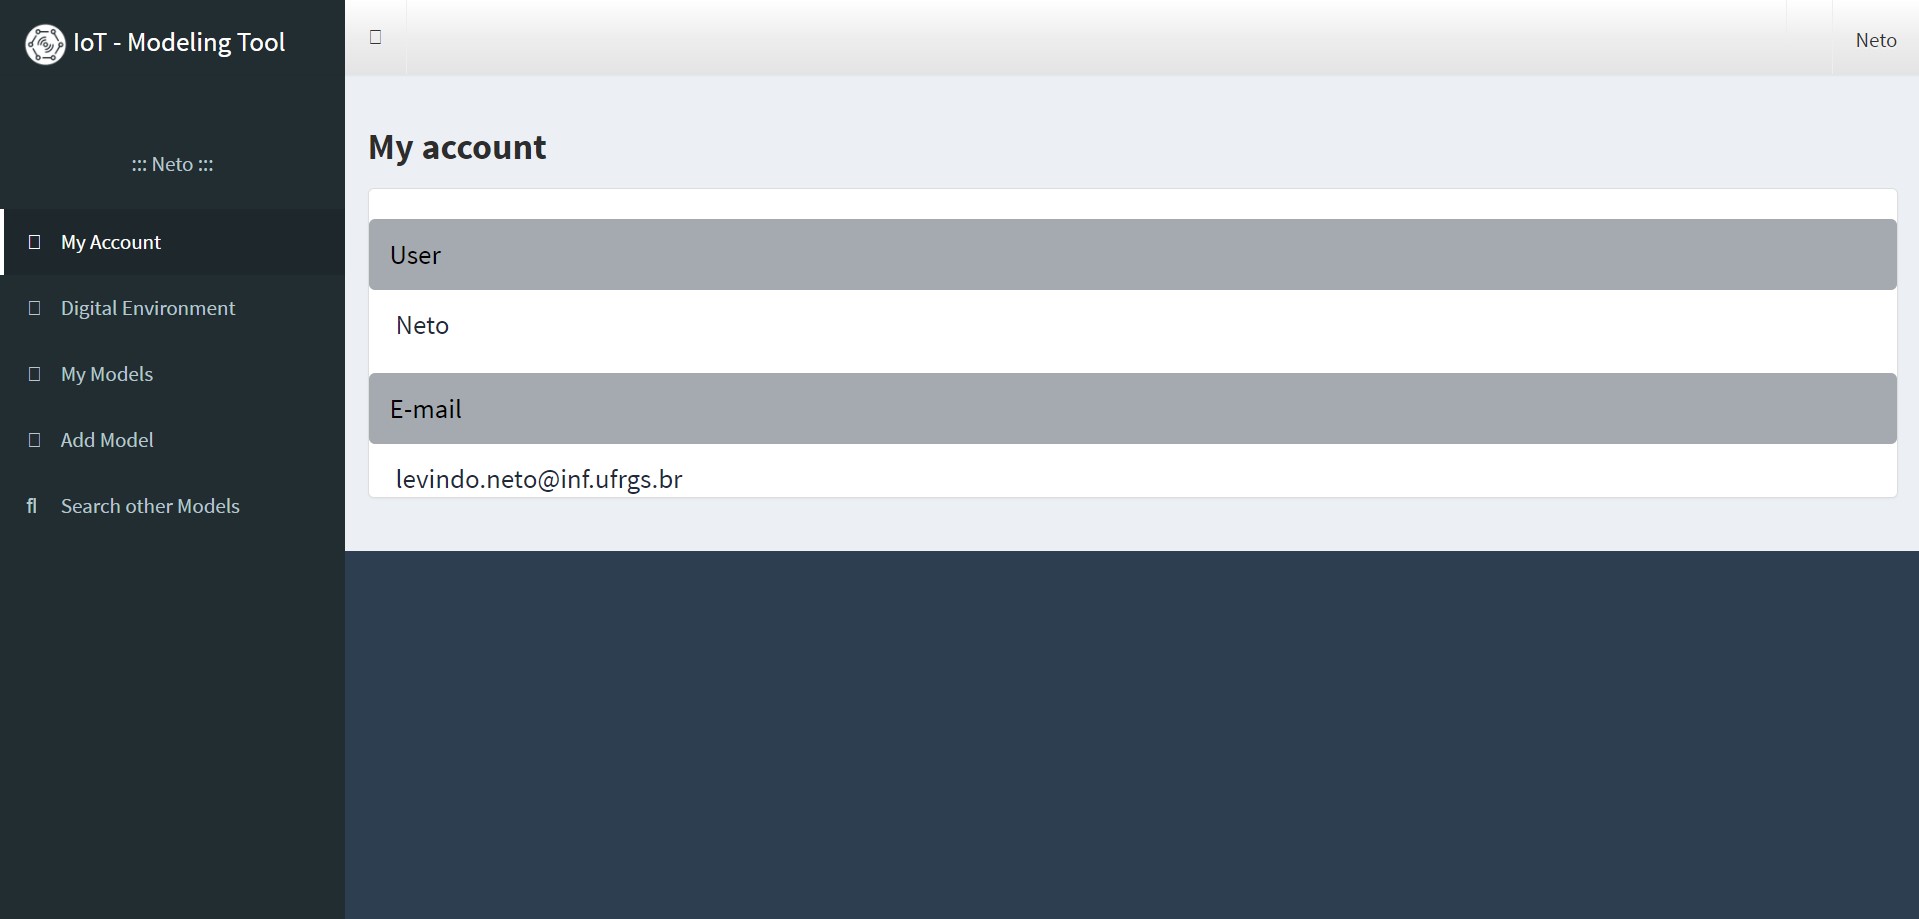 IoT - Modeling Tool
Neto
::: Neto :::
My Account
Digital Environment
My Models
Add Model
Search other Models
My account
User
Neto
E-mail
levindo.neto@inf.ufrgs.br